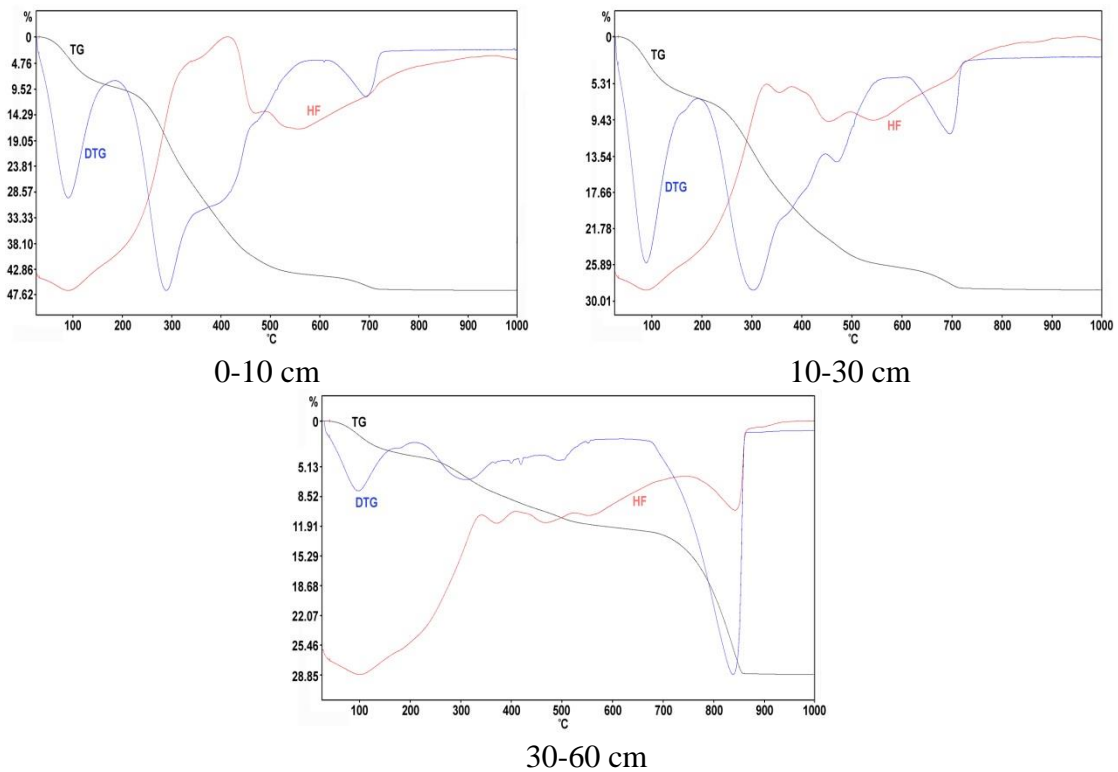 %
0
4.76
9.52
14.29
19.05
23.81
28.57
33.33
38.10
42.86
47.62
TG
DTG
HF
100 200 300 400 500 600 700 800 900 1000
°C
0-10 cm
%
0
5.31
9.43
13.54
17.66
21.78
25.89
30.01
TG
DTG
HF
100 200 300 400 500 600 700 800 900 1000
°C
10-30 cm
%
0
5.13
8.52
11.91
15.29
18.68
22.07
25.46
28.85
TG
DTG
HF
100 200 300 400 500 600 700 800 900 1000
°C
30-60 cm